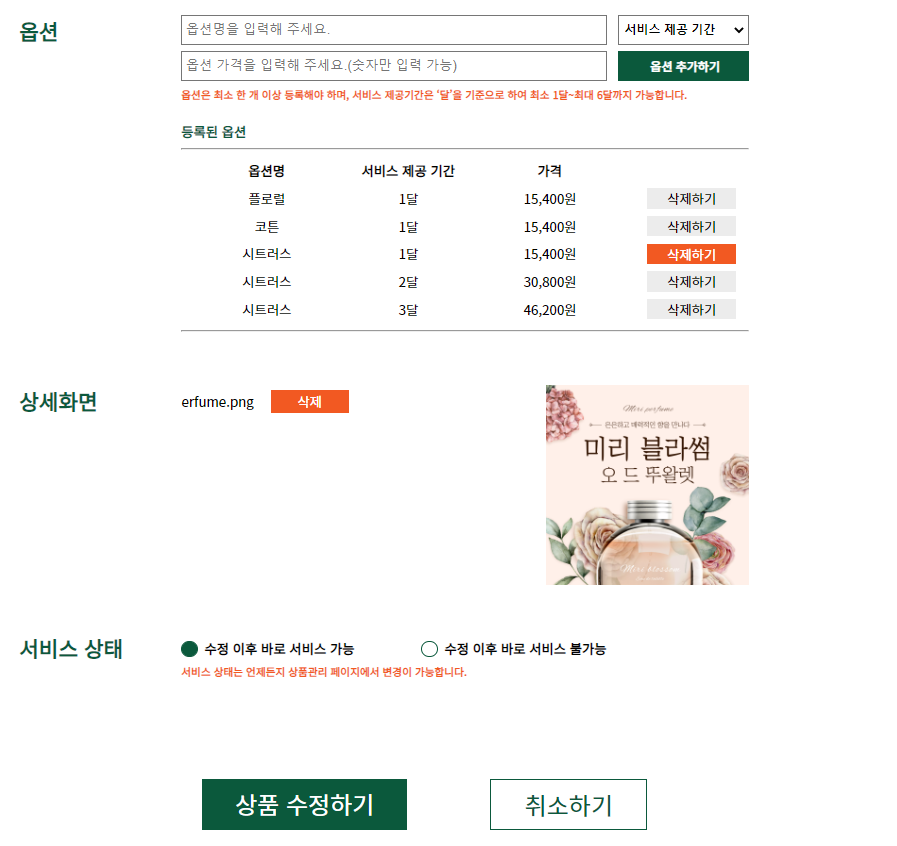 옵션
옵션명을 입력해 주세요.
서비스 제공 기간
옵션 가격을 입력해 주세요.(숫자만 입력 가능)
옵션 추가하기
옵션은 최소 한 개 이상 등록해야 하며, 서비스 제공기간은 ‘달’을 기준으로 하여 최소 1달~최대 6달까지 가능합니다.
등록된 옵션
옵션명 서비스 제공 기간 가격
플로럴 1달 15,400원 삭제하기
코튼 1달 15,400원 삭제하기
시트러스 1달 15,400원 삭제하기
시트러스 2달 30,800원 삭제하기
시트러스 3달 46,200원 삭제하기
상세화면
erfume.png 삭제
Miri perfume
은은하고 매력적인 향을 만나다
미리 블라썸
오 드 뚜왈렛
Miri blossom
서비스 상태
수정 이후 바로 서비스 가능
수정 이후 바로 서비스 불가능
서비스 상태는 언제든지 상품관리 페이지에서 변경이 가능합니다.
상품 수정하기
취소하기